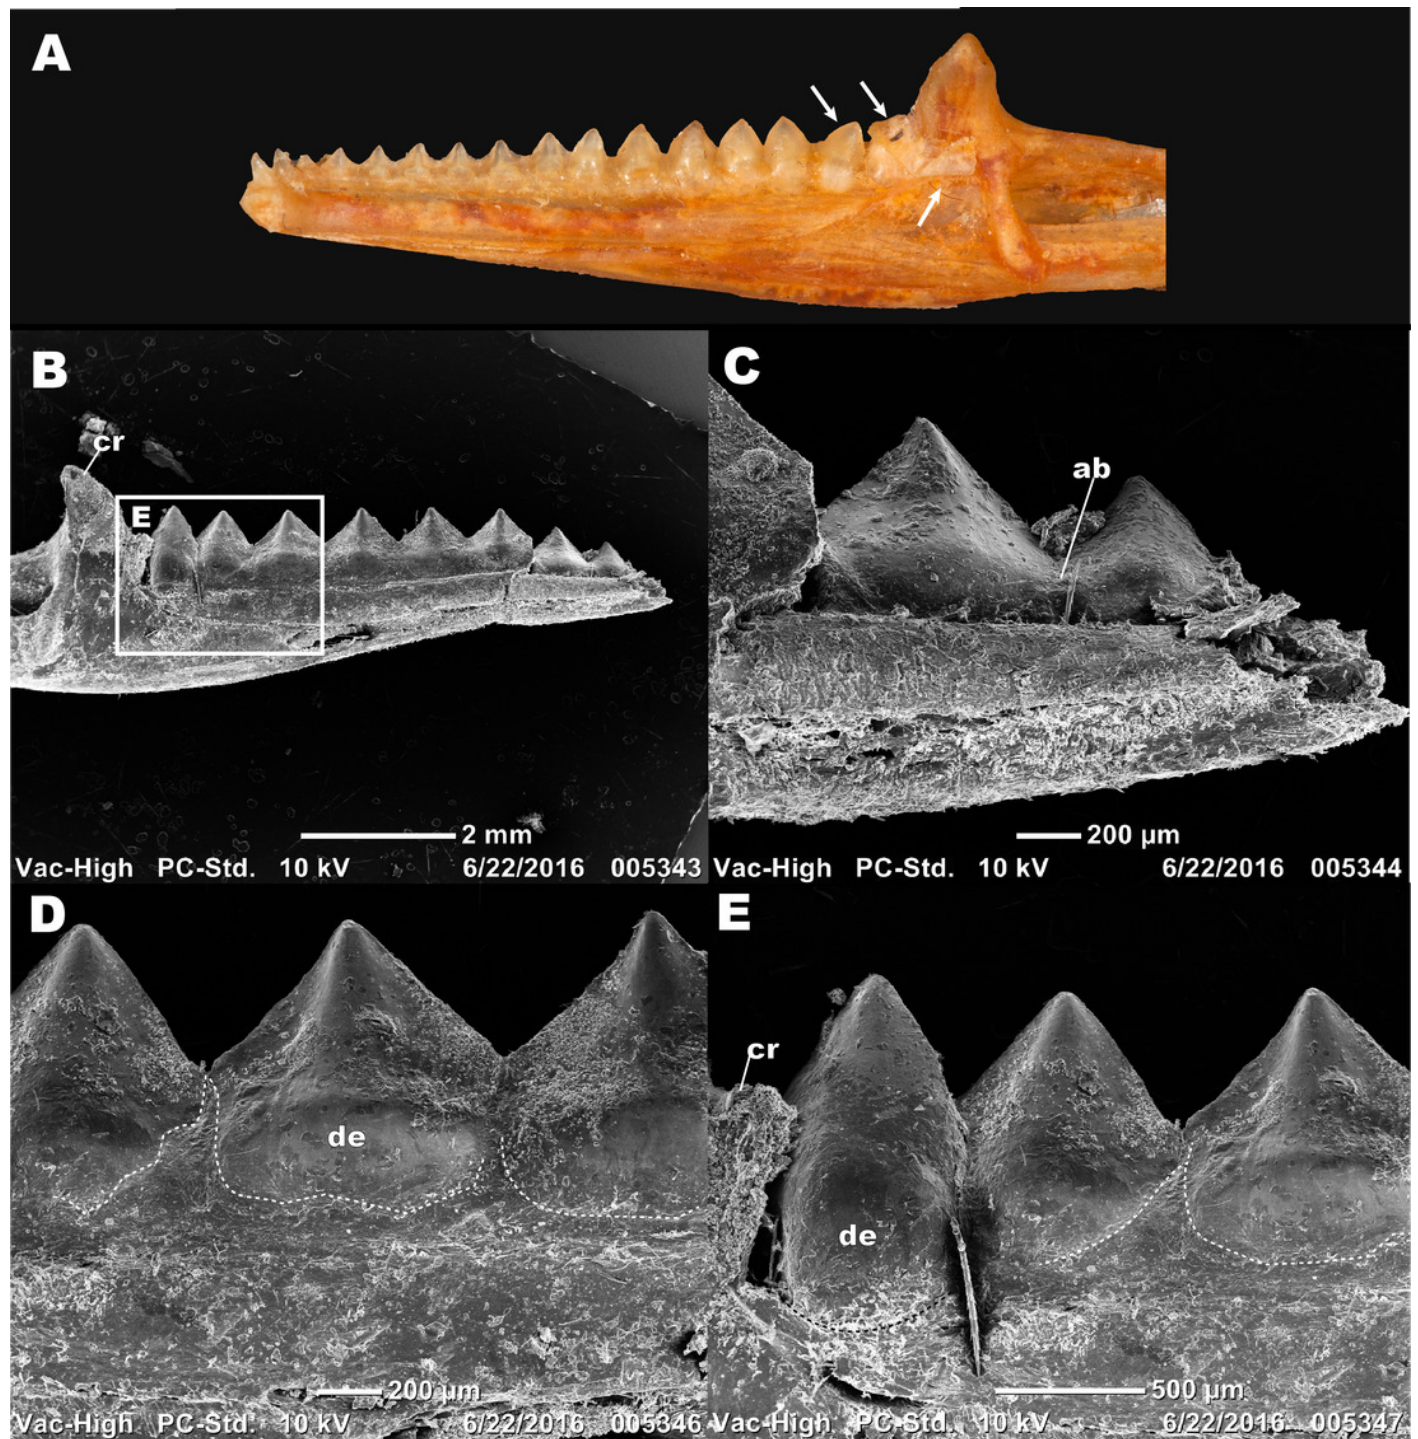 A
B
cr
E
2 mm
Vac-High PC-Std. 10 kV 6/22/2016 005343
C
ab
200 µm
Vac-High PC-Std. 10 kV 6/22/2016 005344
D
de
200 µm
Vac-High PC-Std. 10 kV 6/22/2016 005346
E
cr
de
500 µm
Vac-High PC-Std. 10 kV 6/22/2016 005347